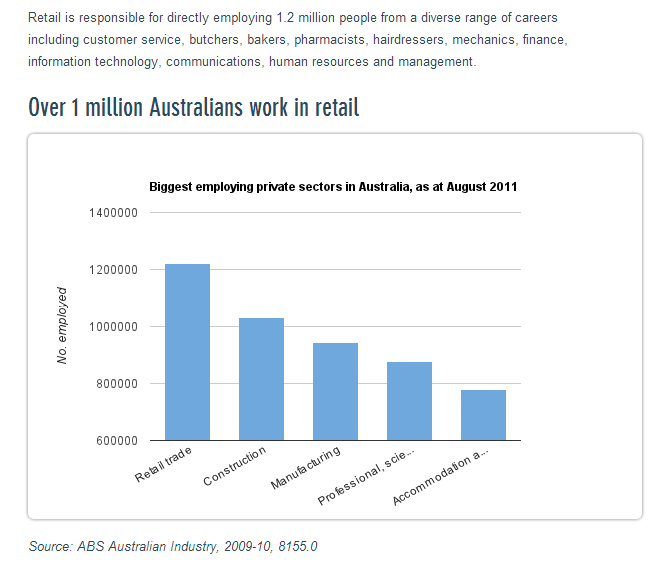 Retail is responsible for directly employing 1.2 million people from a diverse range of careers
including customer service, butchers, bakers, pharmacists, hairdressers, mechanics, finance,
information technology, communications, human resources and management.
Over 1 million Australians work in retail
Biggest employing private sectors in Australia, as at August 2011
1400000
1200000
1000000
800000
600000
No. employed
Retail trade
Construction
Manufacturing
Professional, scie...
Accommodation a...
Source: ABS Australian Industry, 2009-10, 8155.0